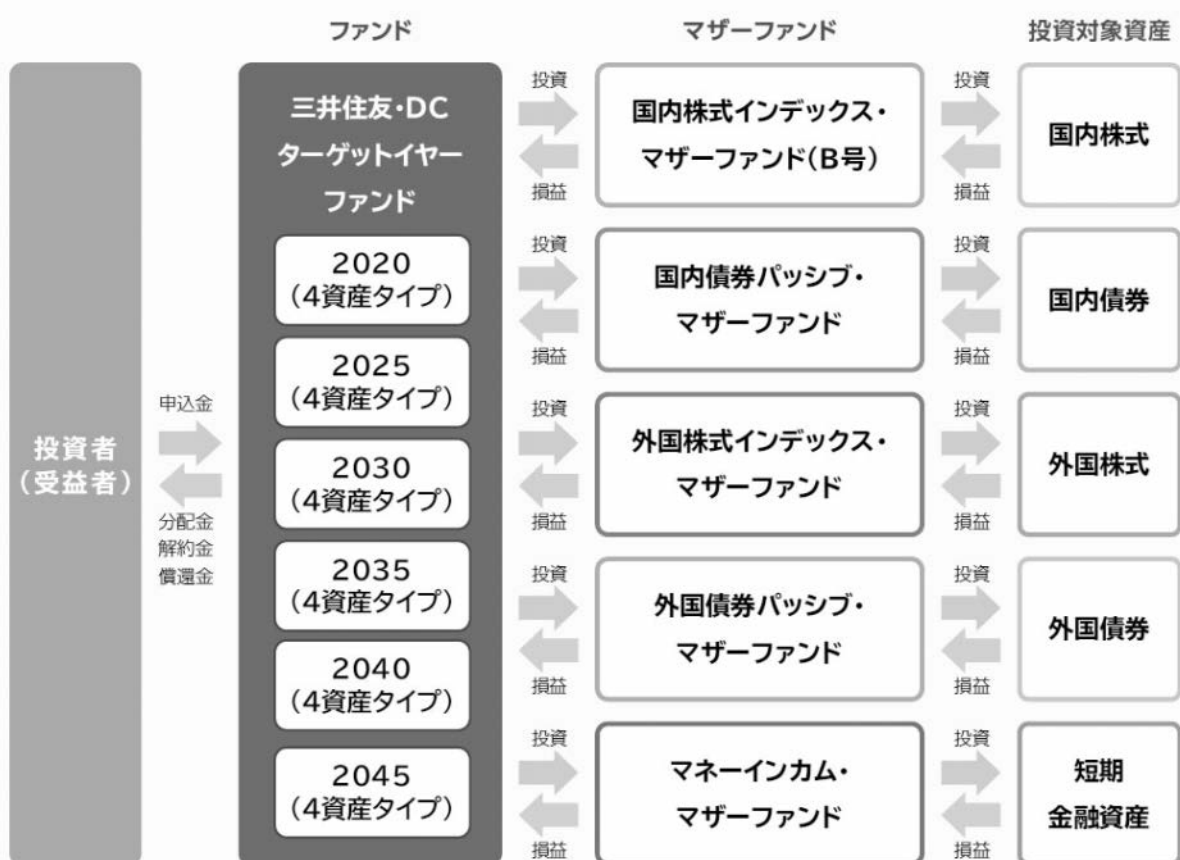 ファンド
マザーファンド
投資対象資産
投資者
（受益者）
申込金
分配金
解約金
償還金
三井住友・DC
ターゲットイヤー
ファンド
2020
（4資産タイプ）
2025
（4資産タイプ）
2030
（4資産タイプ）
2035
（4資産タイプ）
2040
（4資産タイプ）
2045
（4資産タイプ）
投資
損益
国内株式インデックス・
マザーファンド（B号）
投資
損益
国内株式
投資
損益
国内債券パッシブ・
マザーファンド
投資
損益
国内債券
投資
損益
外国株式インデックス・
マザーファンド
投資
損益
外国株式
投資
損益
外国債券パッシブ・
マザーファンド
投資
損益
外国債券
投資
損益
マネーインカム・
マザーファンド
投資
損益
短期
金融資産